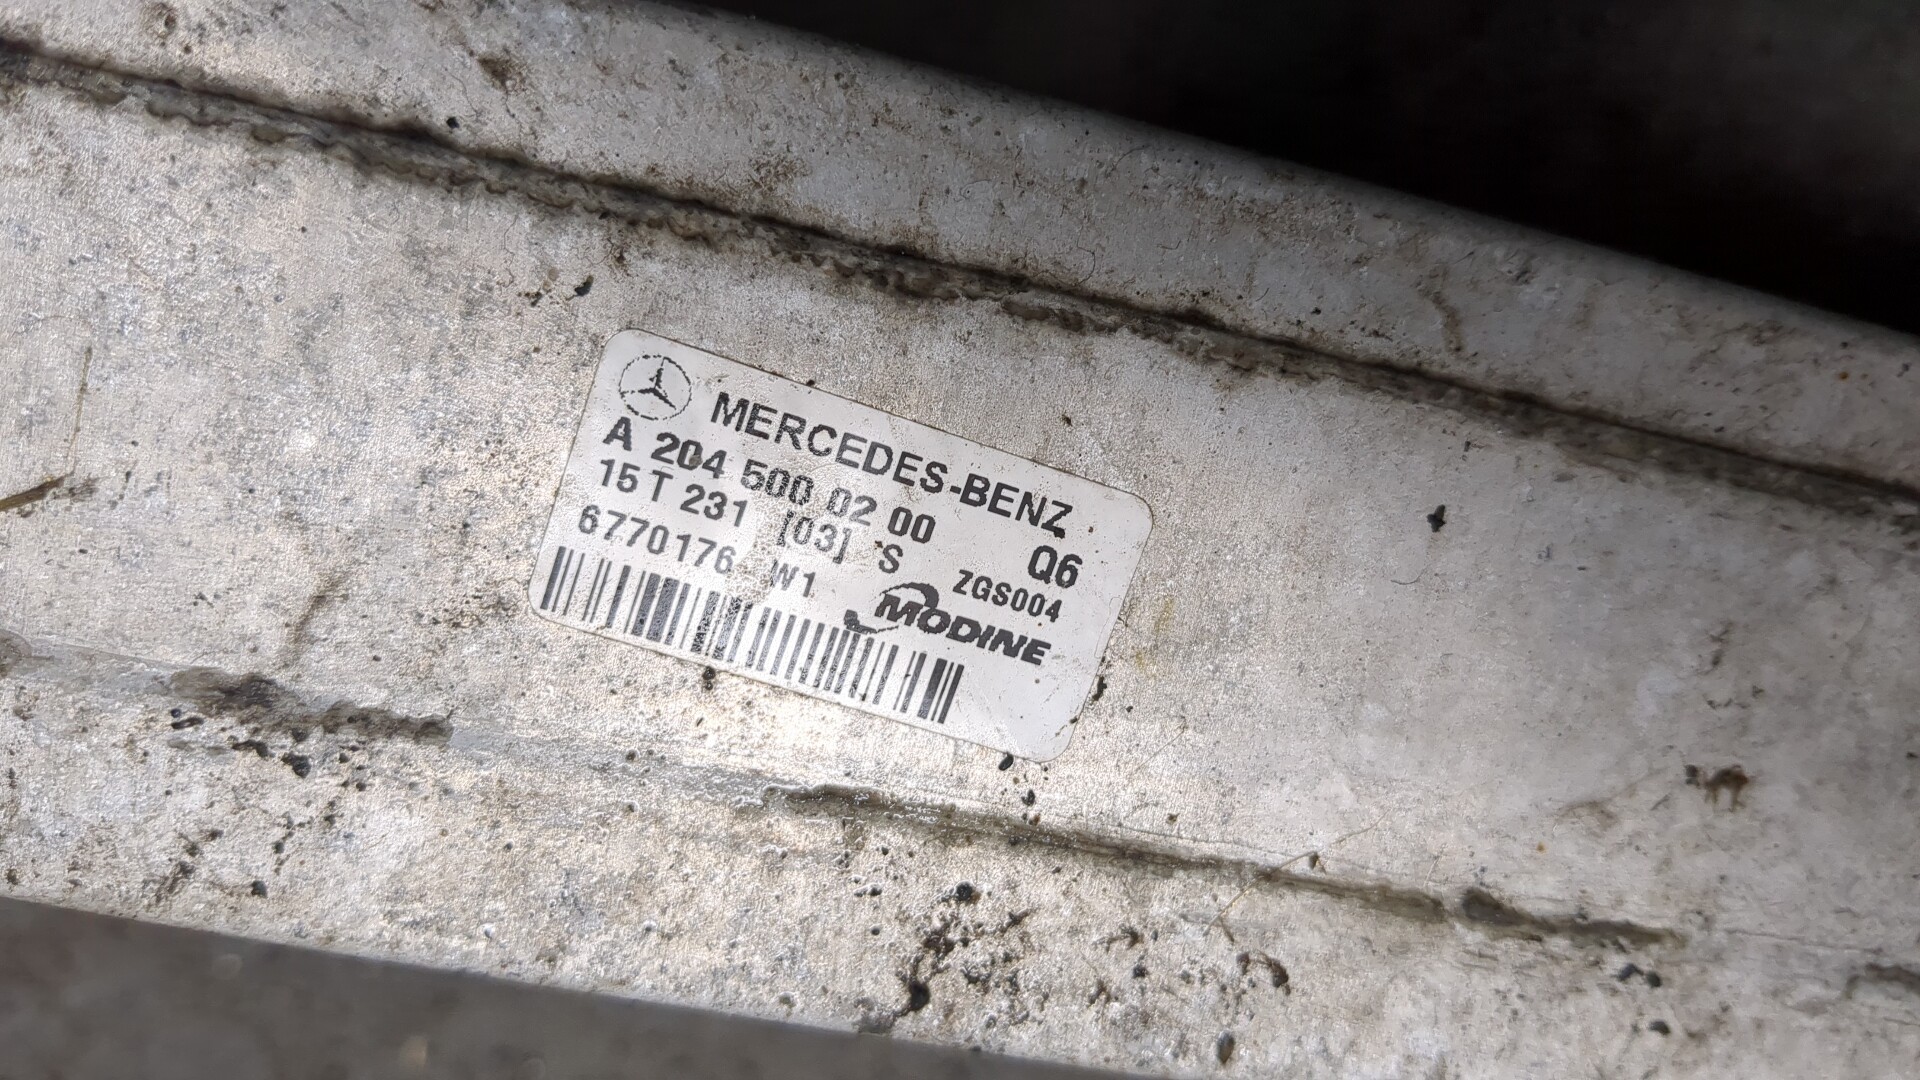 MERCEDES-BENZ
A 204 500 02 00 Q6
15 T 231 [03] S ZGS004
6770176 W1 MODINE